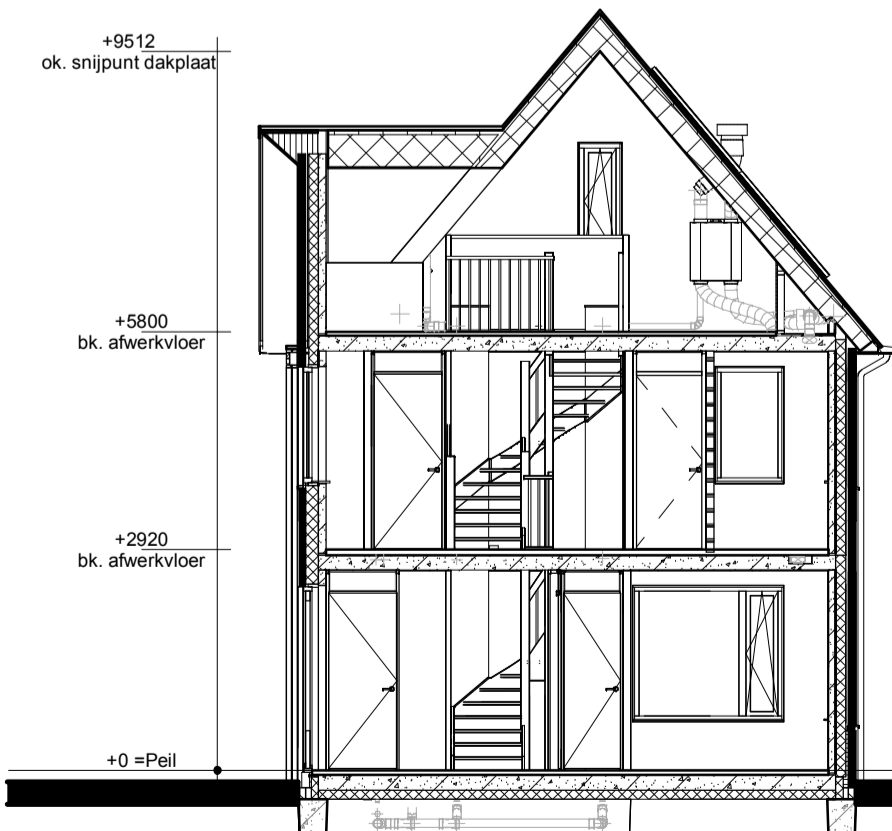 +9512
ok. snijpunt dakplaat
+5800
bk. afwerkvloer
+2920
bk. afwerkvloer
+0 =Peil